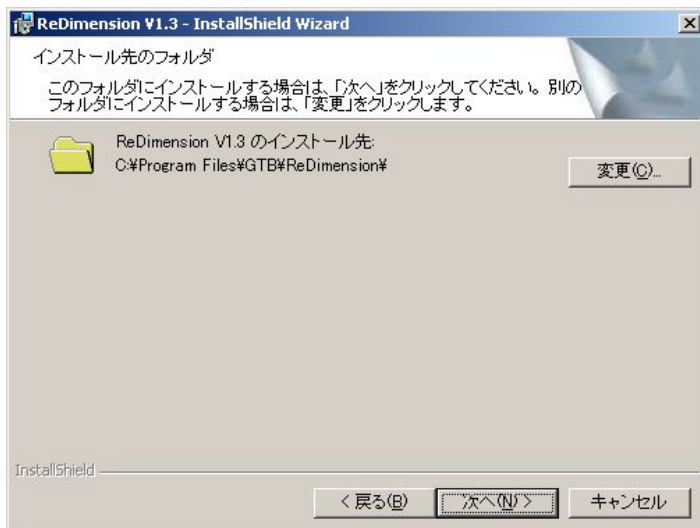 ReDimension V1.3 - InstallShield Wizard
インストール先のフォルダ
このフォルダにインストールする場合は、「次へ」をクリックしてください。別の
フォルダにインストールする場合は、「変更」をクリックします。
ReDimension V1.3 のインストール先:
C:¥Program Files¥GTB¥ReDimension¥
変更(C)...
InstallShield
< 戻る(B)
次へ(N) >
キャンセル